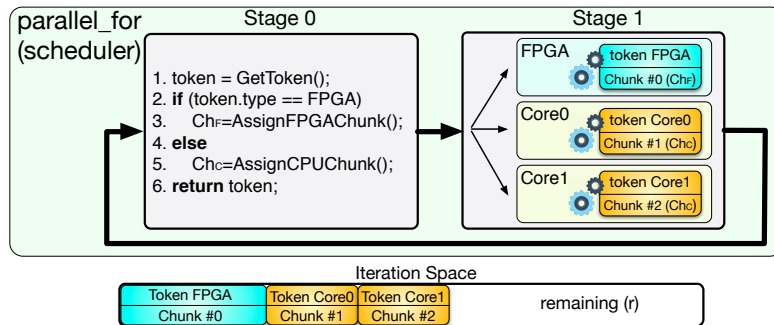 parallel_for
(scheduler)
Stage 0
Stage 1
1. token = GetToken();
2. if (token.type == FPGA)
3. ChF=AssignFPGAChunk();
4. else
5. Chc=AssignCPUChunk();
6. return token;
FPGA
token FPGA
Chunk #0 (ChF)
Core0
token Core0
Chunk #1 (Chc)
Core1
token Core1
Chunk #2 (Chc)
Iteration Space
Token FPGA
Token Core0
Token Core1
Chunk #0
Chunk #1
Chunk #2
remaining (r)